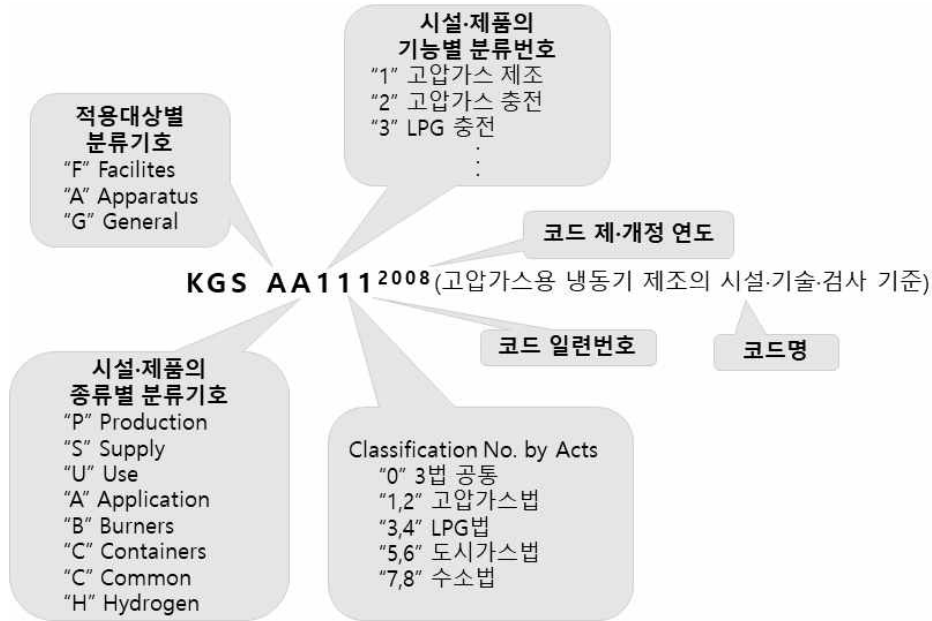 시설·제품의
기능별 분류번호
“1” 고압가스 제조
“2” 고압가스 충전
“3” LPG 충전
:
:
적용대상별
분류기호
“F” Facilites
“A” Apparatus
“G” General
코드 제·개정 연도
KGS AA111 2008 (고압가스용 냉동기 제조의 시설·기술·검사 기준)
코드 일련번호
코드명
시설·제품의
종류별 분류기호
“P” Production
“S” Supply
“U” Use
“A” Application
“B” Burners
“C” Containers
“C” Common
“H” Hydrogen
Classification No. by Acts
“0” 3법 공통
“1,2” 고압가스법
“3,4” LPG법
“5,6” 도시가스법
“7,8” 수소법